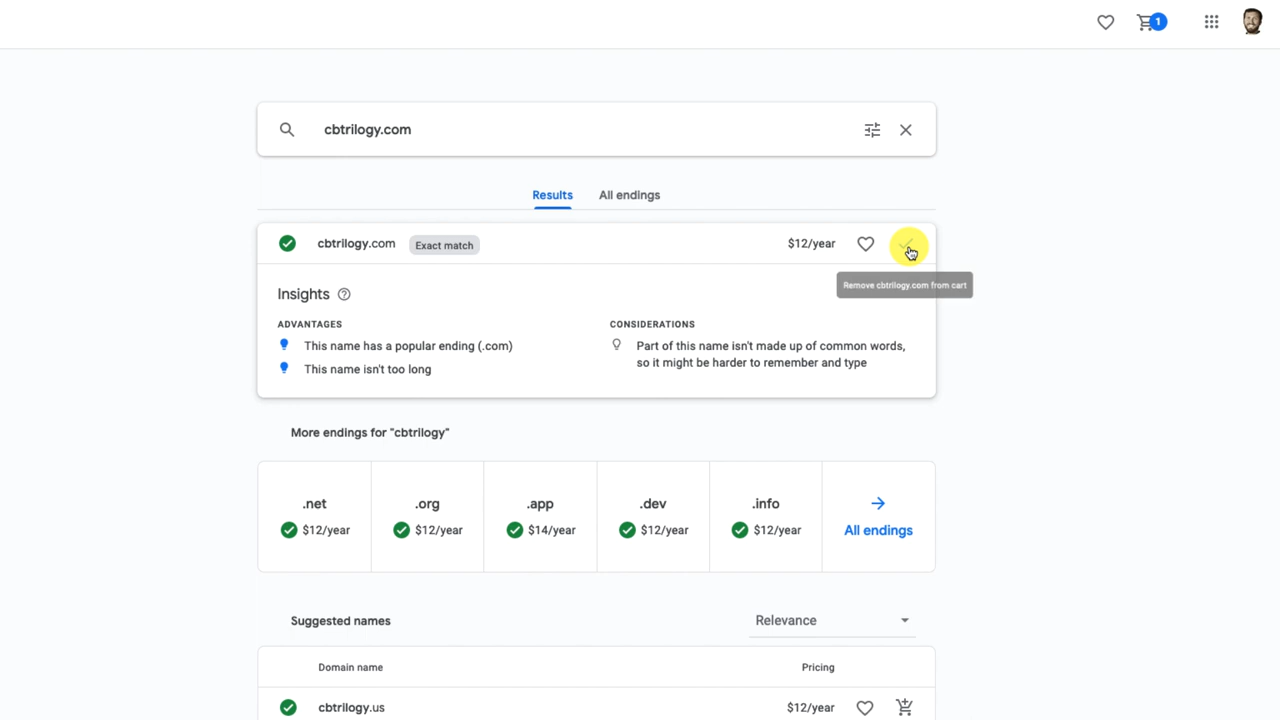 1
cbtrilogy.com
Results
All endings
cbtrilogy.com
Exact match
$12/year
Remove cbtrilogy.com from cart
Insights
ADVANTAGES
This name has a popular ending (.com)
This name isn't too long
CONSIDERATIONS
Part of this name isn't made up of common words,
so it might be harder to remember and type
More endings for "cbtrilogy"
.net
$12/year
.org
$12/year
.app
$14/year
.dev
$12/year
.info
$12/year
All endings
Suggested names
Relevance
Domain name
Pricing
cbtrilogy.us
$12/year